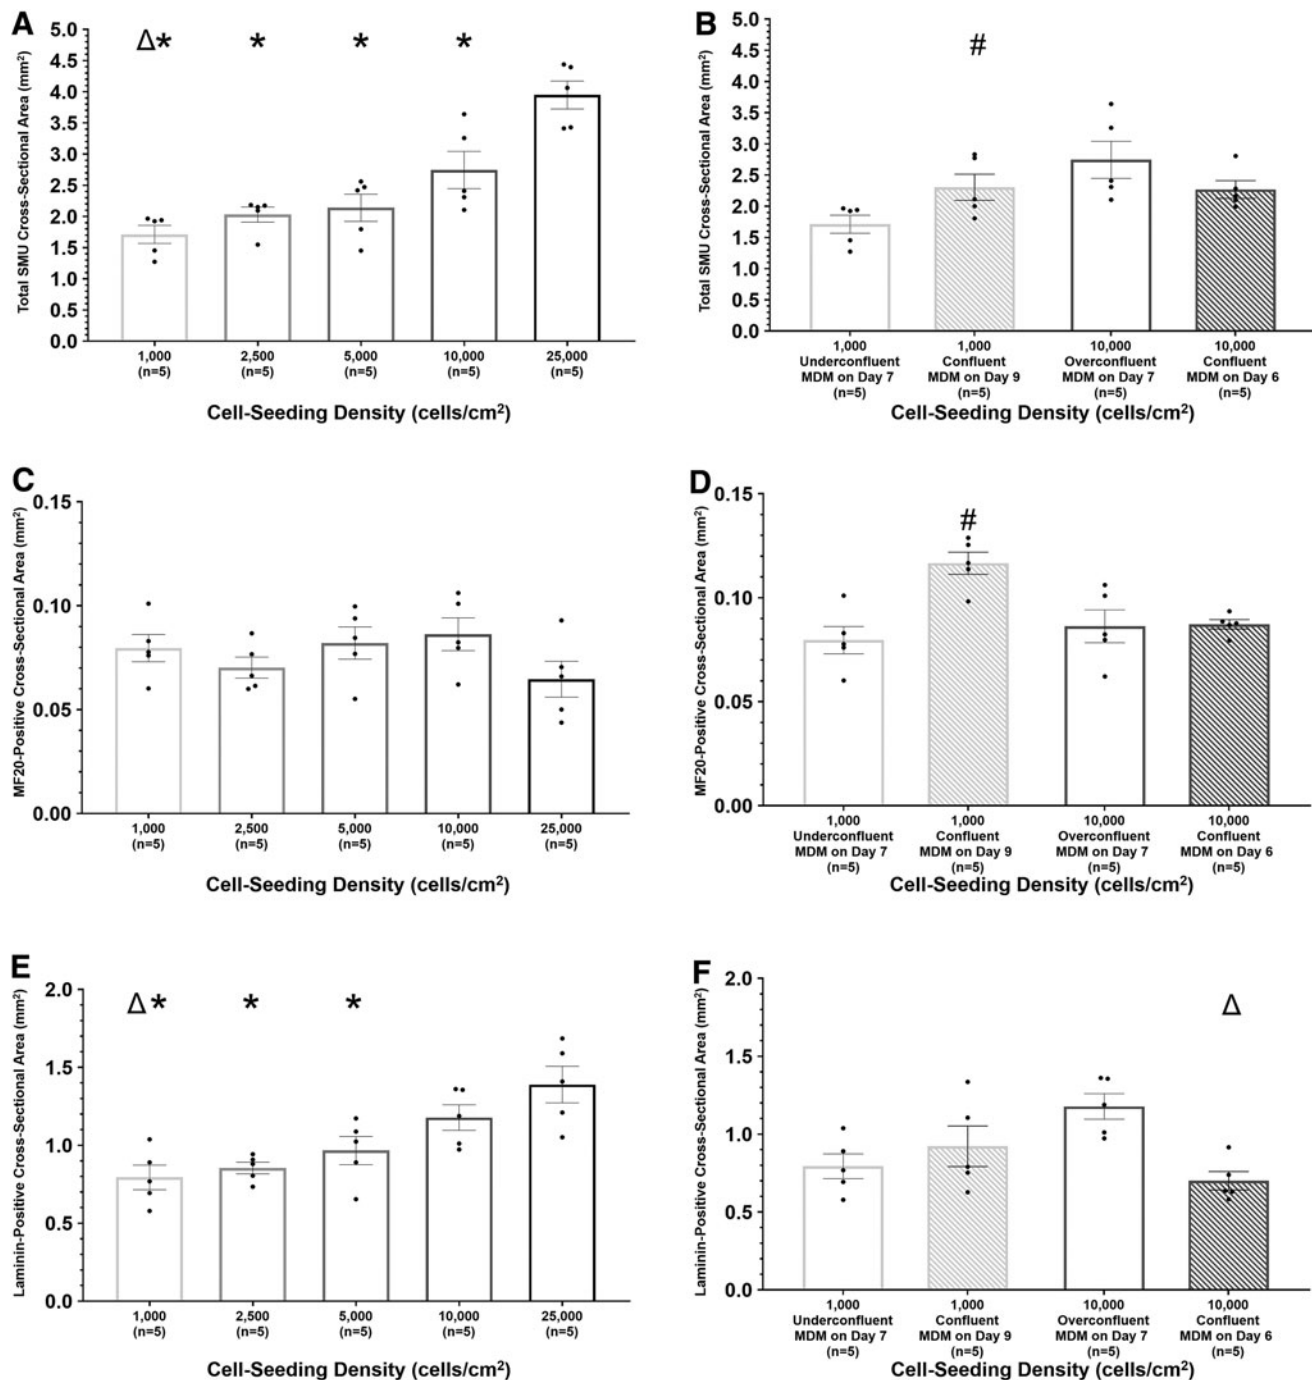 A
Total SMU Cross-Sectional Area (mm²)
5.0
4.5
4.0
3.5
3.0
2.5
2.0
1.5
1.0
0.5
0.0
Δ* * * *
1,000 2,500 5,000 10,000 25,000
(n=5) (n=5) (n=5) (n=5) (n=5)
Cell-Seeding Density (cells/cm²)
B
Total SMU Cross-Sectional Area (mm²)
5.0
4.5
4.0
3.5
3.0
2.5
2.0
1.5
1.0
0.5
0.0
#
1,000 1,000 10,000 10,000
Underconfluent Confluent Overconfluent Confluent
MDM on Day 7 MDM on Day 9 MDM on Day 7 MDM on Day 6
(n=5) (n=5) (n=5) (n=5)
Cell-Seeding Density (cells/cm²)
C
MF20-Positive Cross-Sectional Area (mm²)
0.15
0.10
0.05
0.00
1,000 2,500 5,000 10,000 25,000
(n=5) (n=5) (n=5) (n=5) (n=5)
Cell-Seeding Density (cells/cm²)
D
MF20-Positive Cross-Sectional Area (mm²)
0.15
0.10
0.05
0.00
#
1,000 1,000 10,000 10,000
Underconfluent Confluent Overconfluent Confluent
MDM on Day 7 MDM on Day 9 MDM on Day 7 MDM on Day 6
(n=5) (n=5) (n=5) (n=5)
Cell-Seeding Density (cells/cm²)
E
Laminin-Positive Cross-Sectional Area (mm²)
2.0
1.5
1.0
0.5
0.0
Δ* * *
1,000 2,500 5,000 10,000 25,000
(n=5) (n=5) (n=5) (n=5) (n=5)
Cell-Seeding Density (cells/cm²)
F
Laminin-Positive Cross-Sectional Area (mm²)
2.0
1.5
1.0
0.5
0.0
Δ
1,000 1,000 10,000 10,000
Underconfluent Confluent Overconfluent Confluent
MDM on Day 7 MDM on Day 9 MDM on Day 7 MDM on Day 6
(n=5) (n=5) (n=5) (n=5)
Cell-Seeding Density (cells/cm²)